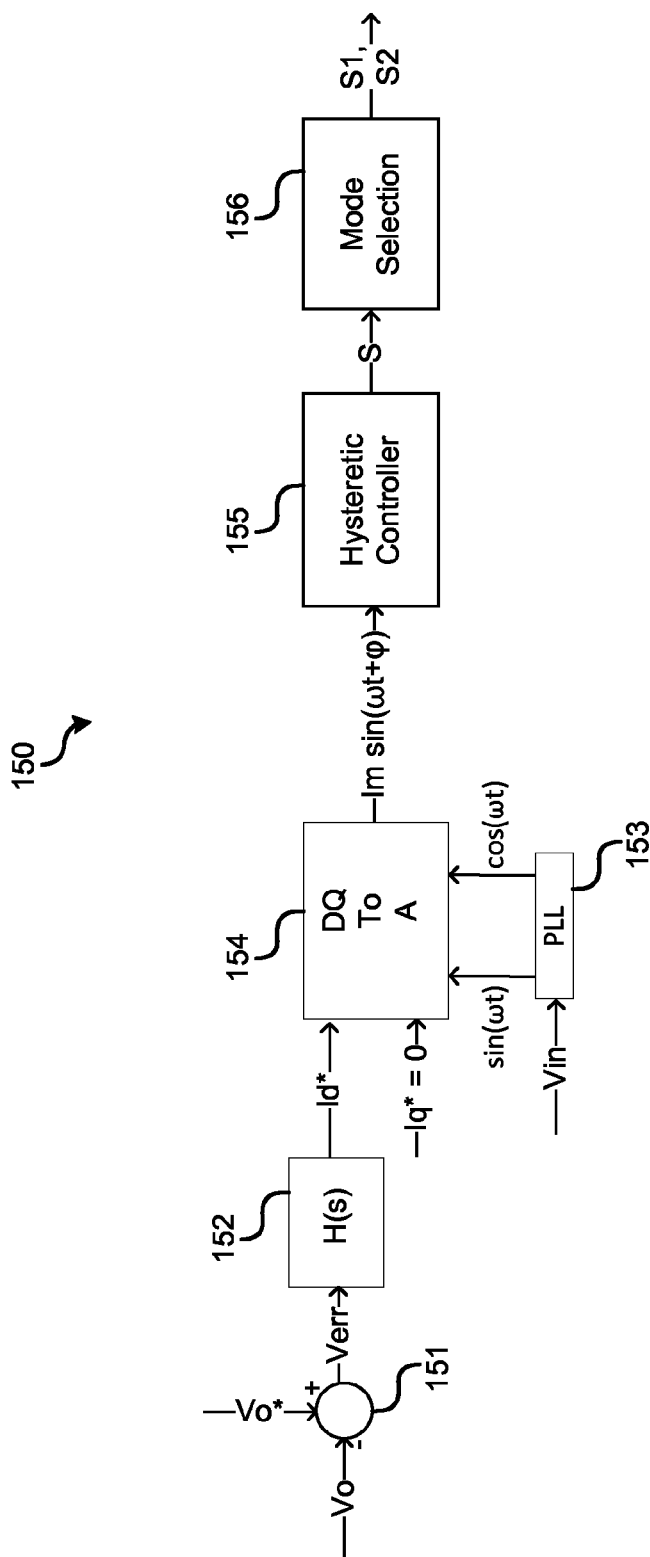 150
Vo
Vo*
+
-
151
Verr
152
H(s)
Id*
Iq* = 0
Vin
153
PLL
sin(ωt)
cos(ωt)
154
DQ
To
A
Im sin(ωt+φ)
155
Hysteretic
Controller
S
156
Mode
Selection
S1,
S2